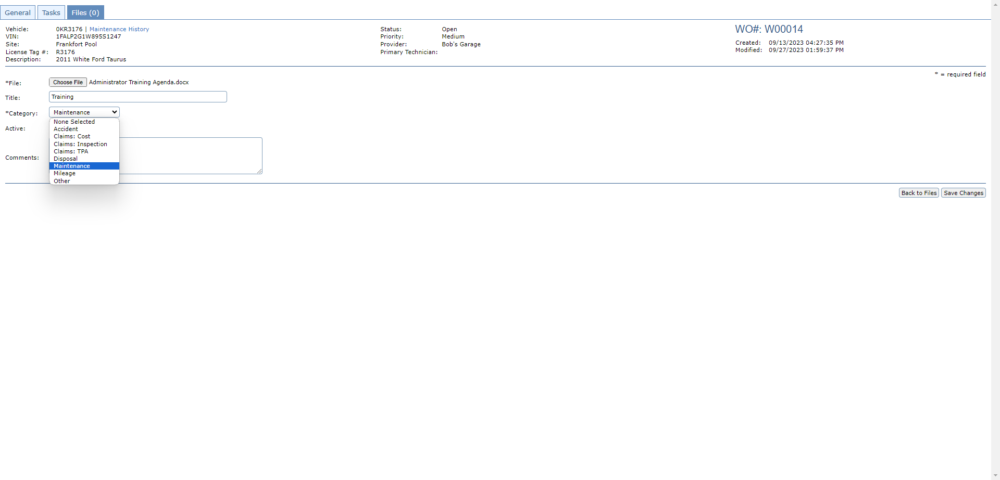 General Tasks Files (0)
Vehicle: 0KR3176 | Maintenance History
VIN: 1FALP2G1W895S1247
Site: Frankfort Pool
License Tag #: R3176
Description: 2011 White Ford Taurus
Status: Open
Priority: Medium
Provider: Bob's Garage
Primary Technician:
WO#: W00014
Created: 09/13/2023 04:27:35 PM
Modified: 09/27/2023 01:59:37 PM
* = required field
*File: Choose File Administrator Training Agenda.docx
Title: Training
*Category: Maintenance
None Selected
Accident
Claims: Cost
Claims: Inspection
Claims: TPA
Disposal
Maintenance
Mileage
Other
Active:
Comments:
Back to Files Save Changes